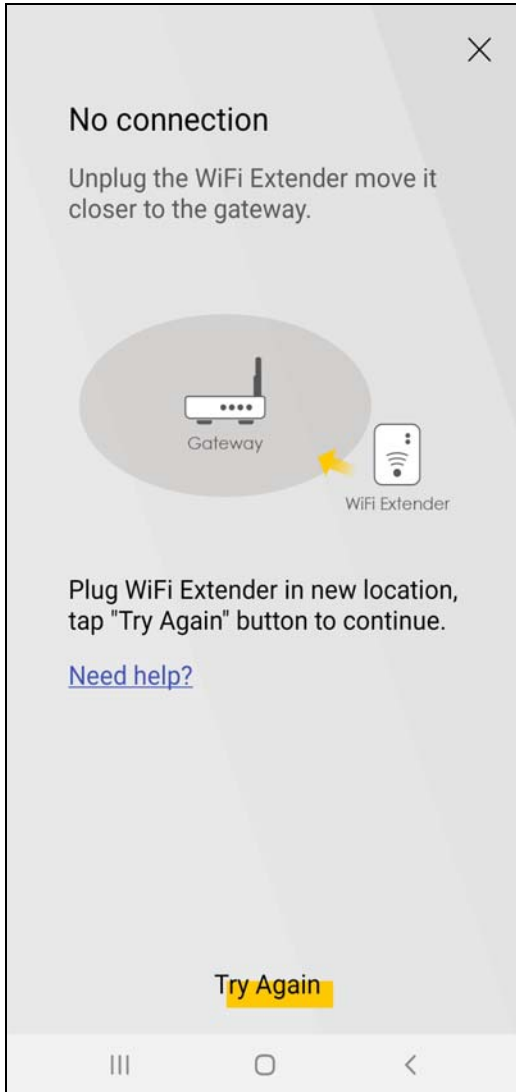 No connection
Unplug the WiFi Extender move it
closer to the gateway.
Gateway
WiFi Extender
Plug WiFi Extender in new location,
tap "Try Again" button to continue.
Need help?
Try Again